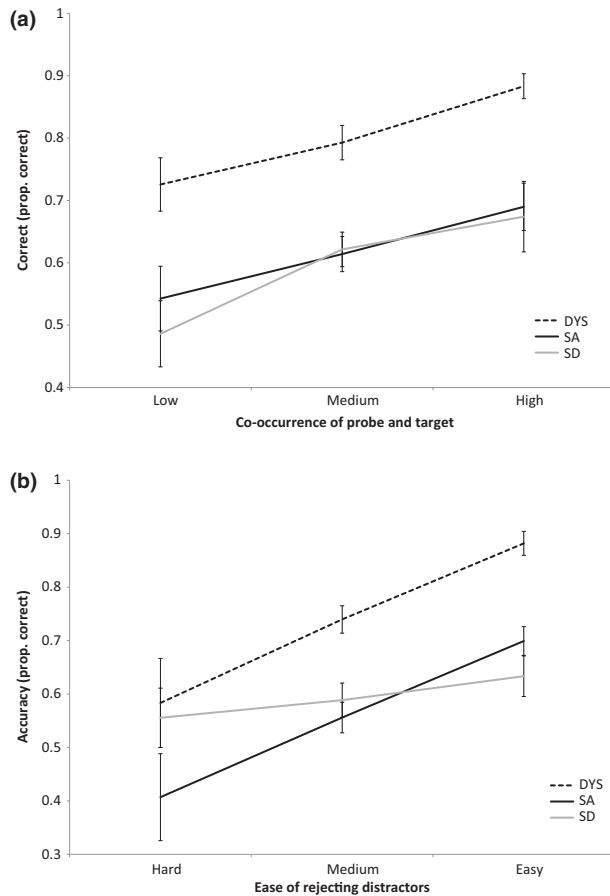 (a)
1
0.9
0.8
0.7
0.6
0.5
0.4
Correct (prop. correct)
DYS
SA
SD
Low Medium High
Co-occurrence of probe and target
(b)
1
0.9
0.8
0.7
0.6
0.5
0.4
0.3
Accuracy (prop. correct)
DYS
SA
SD
Hard Medium Easy
Ease of rejecting distractors